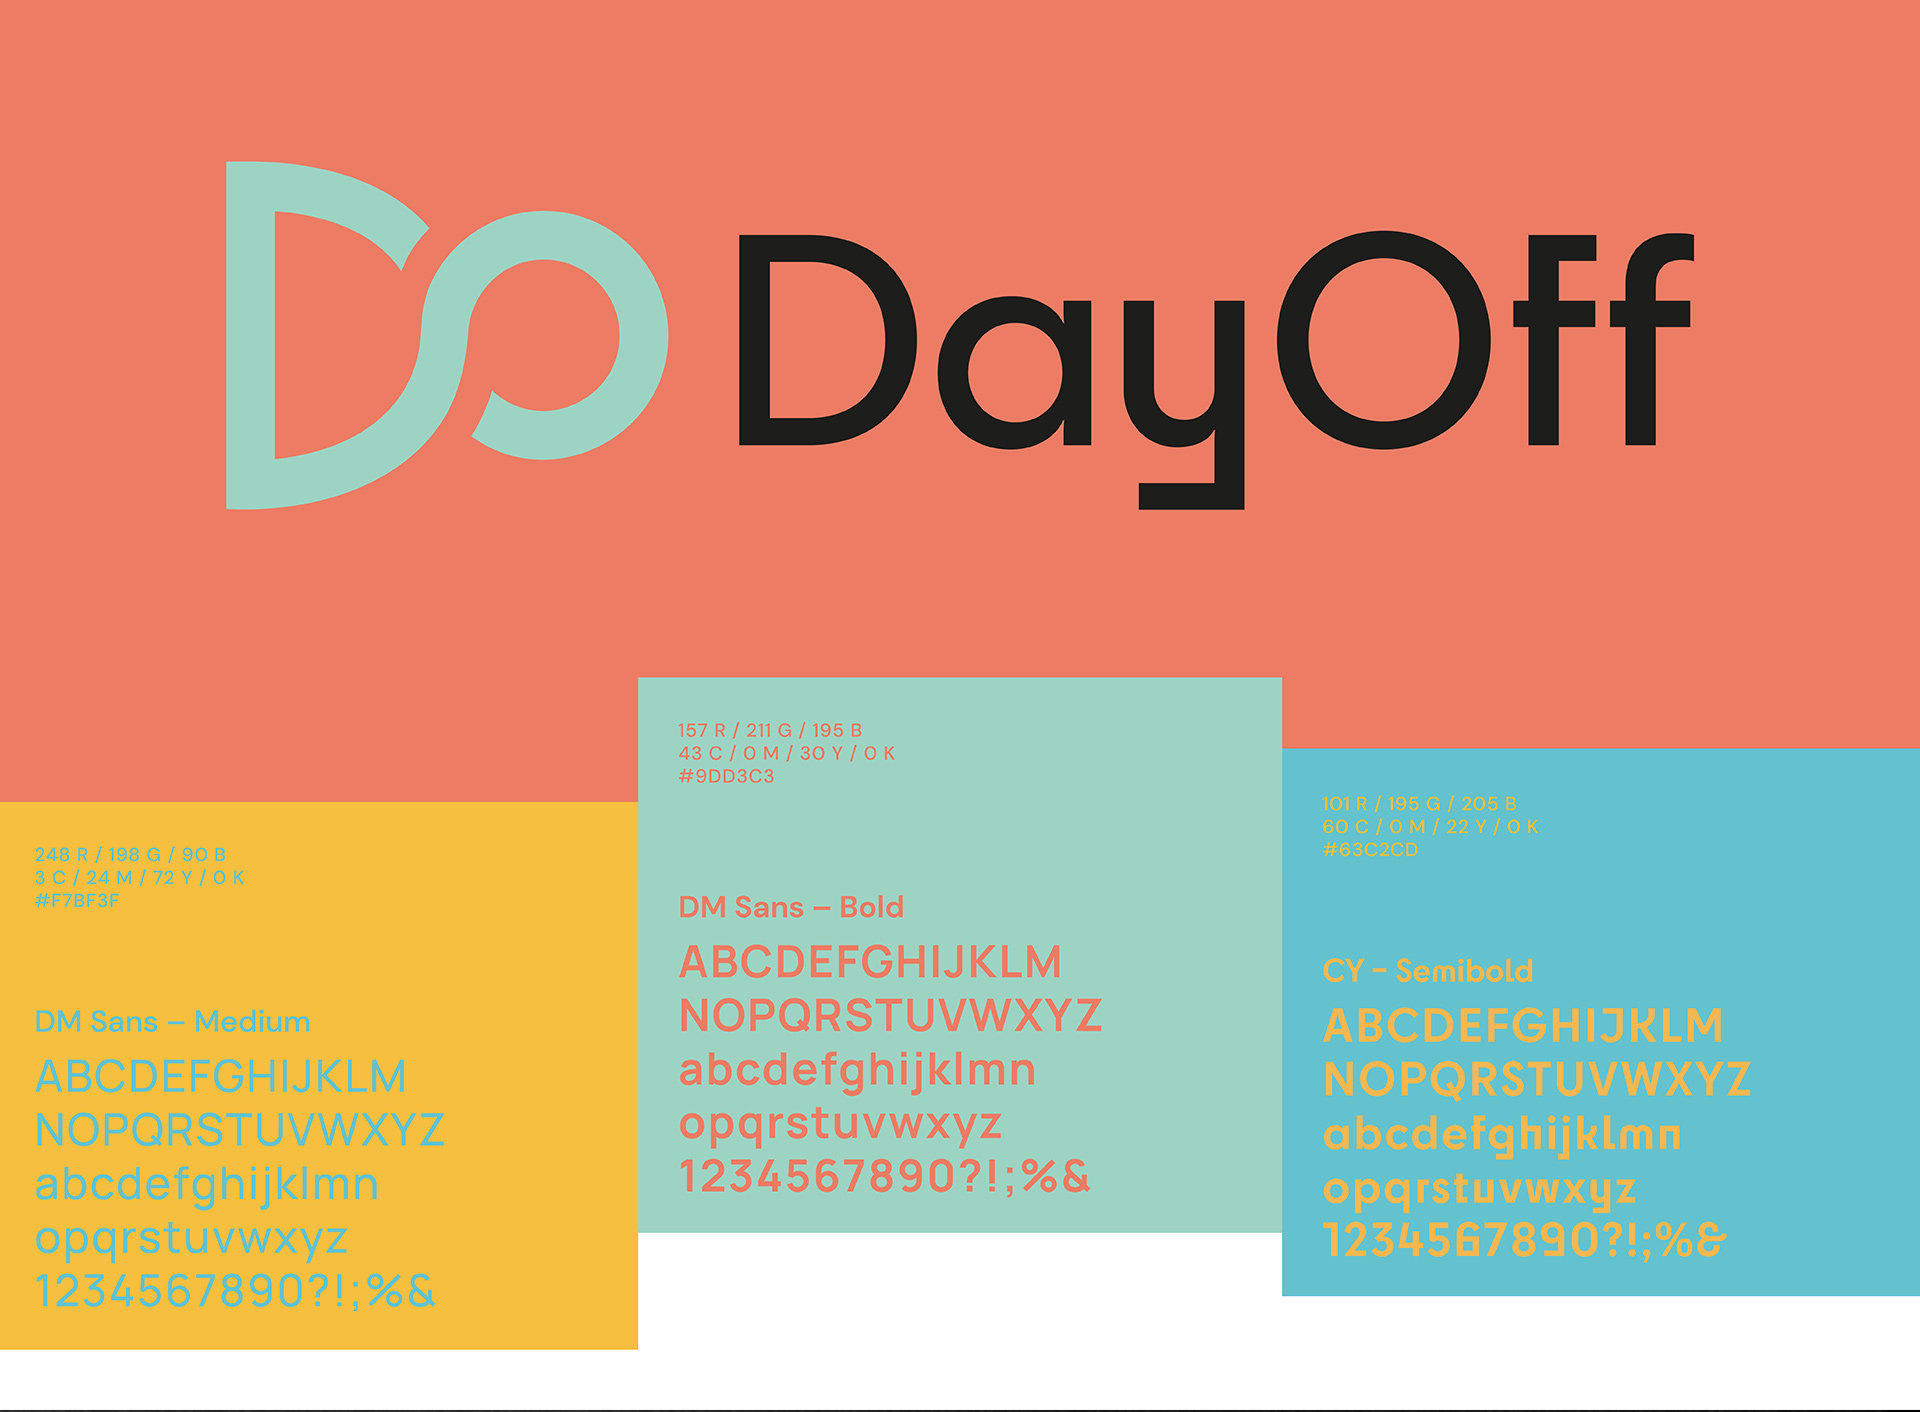 DO DayOff
248 R / 198 G / 90 B
3 C / 24 M / 72 Y / 0 K
#F7BF3F
DM Sans – Medium
ABCDEFGHIJKLM
NOPQRSTUVWXYZ
abcdefghijklmn
opqrstuvwxyz
1234567890?!;%&
157 R / 211 G / 195 B
43 C / 0 M / 30 Y / 0 K
#9DD3C3
DM Sans – Bold
ABCDEFGHIJKLM
NOPQRSTUVWXYZ
abcdefghijklmn
opqrstuvwxyz
1234567890?!;%&
101 R / 195 G / 205 B
60 C / 0 M / 22 Y / 0 K
#63C2CD
CY - Semibold
ABCDEFGHIJKLM
NOPQRSTUVWXYZ
abcdefghijklmn
opqrstuvwxyz
1234567890?!;%&